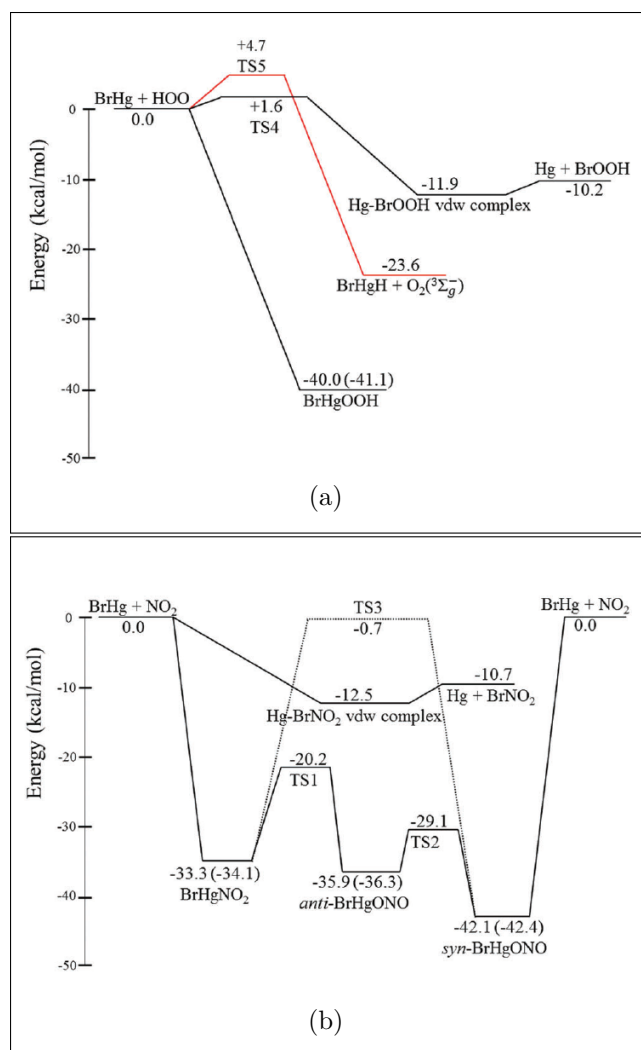 +4.7
TS5
BrHg + HOO
0.0
+1.6
TS4
0
-10
-20
-30
-40
-50
Energy (kcal/mol)
-11.9
Hg-BrOOH vdw complex
Hg + BrOOH
-10.2
-23.6
BrHgH + O₂(³Σg⁻)
-40.0 (-41.1)
BrHgOOH
(a)
BrHg + NO₂
0.0
TS3
-0.7
BrHg + NO₂
0.0
0
-10
-20
-30
-40
-50
Energy (kcal/mol)
-12.5
Hg-BrNO₂ vdw complex
-10.7
Hg + BrNO₂
-20.2
TS1
-29.1
TS2
-33.3 (-34.1)
BrHgNO₂
-35.9 (-36.3)
anti-BrHgONO
-42.1 (-42.4)
syn-BrHgONO
(b)